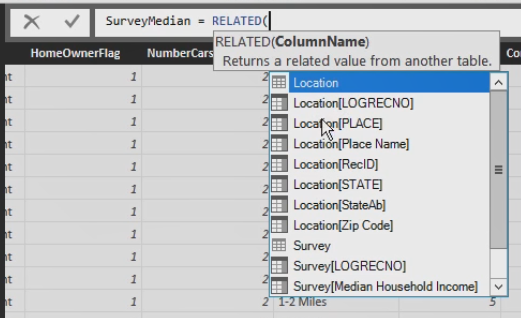 SurveyMedian = RELATED(
RELATED(ColumnName)
Returns a related value from another table.
HomeOwnerFlag NumberCars
Location
Location[LOGRECNO]
Location[PLACE]
Location[Place Name]
Location[RecID]
Location[STATE]
Location[StateAb]
Location[Zip Code]
Survey
Survey[LOGRECNO]
Survey[Median Household Income]
nt 1 2
nt 1 2
nt 1 2
nt 1 2
nt 1 2
nt 1 2
nt 1 2
nt 1 2
nt 1 2
nt 1 2
nt 1 2
nt 1 2 1-2 Miles 5